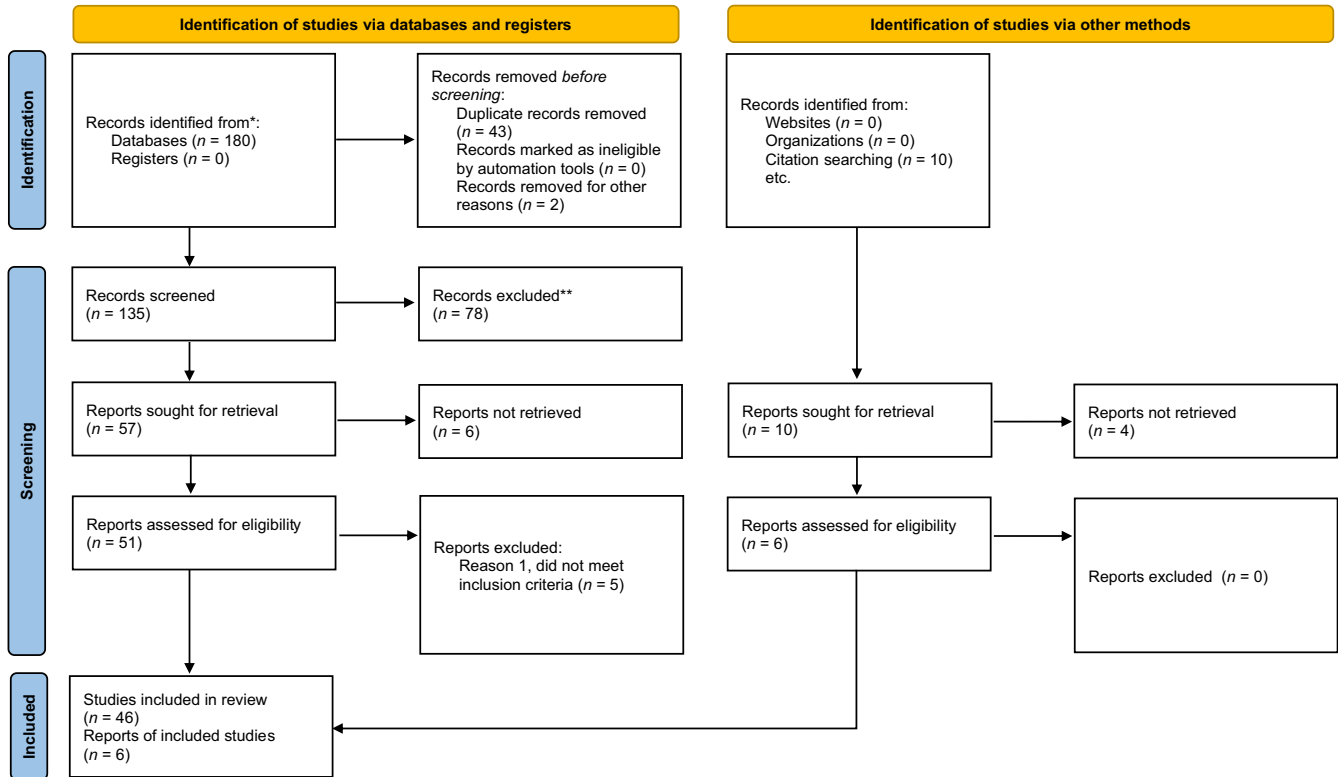 Identification of studies via databases and registers
Identification of studies via other methods
Identification
Records identified from*:
Databases (n = 180)
Registers (n = 0)
Records removed before
screening:
Duplicate records removed
(n = 43)
Records marked as ineligible
by automation tools (n = 0)
Records removed for other
reasons (n = 2)
Records identified from:
Websites (n = 0)
Organizations (n = 0)
Citation searching (n = 10)
etc.
Screening
Records screened
(n = 135)
Records excluded**
(n = 78)
Reports sought for retrieval
(n = 57)
Reports not retrieved
(n = 6)
Reports sought for retrieval
(n = 10)
Reports not retrieved
(n = 4)
Reports assessed for eligibility
(n = 51)
Reports excluded:
Reason 1, did not meet
inclusion criteria (n = 5)
Reports assessed for eligibility
(n = 6)
Reports excluded (n = 0)
Included
Studies included in review
(n = 46)
Reports of included studies
(n = 6)